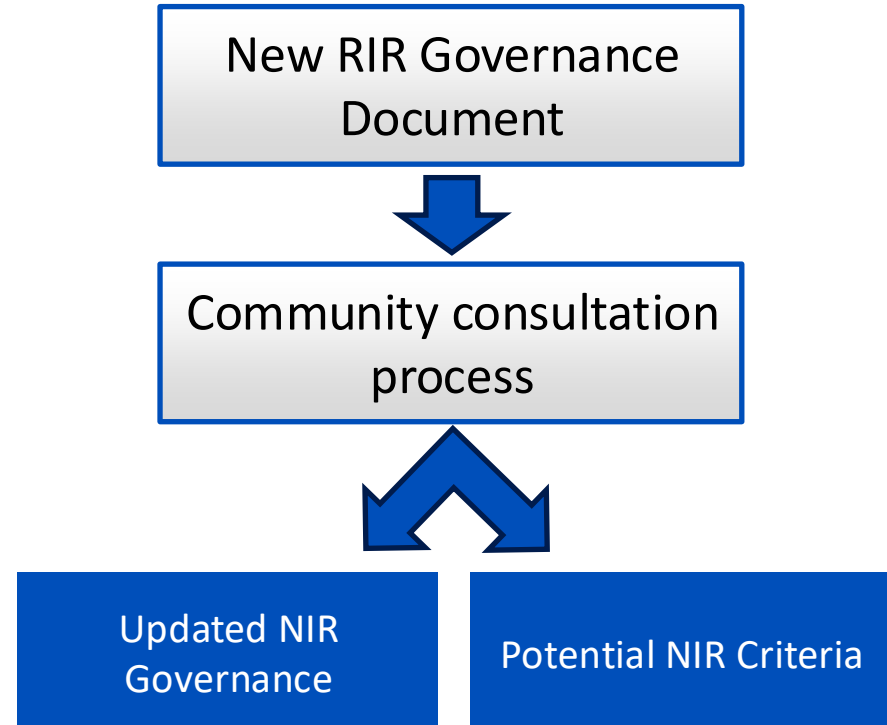 New RIR Governance
Document
Community consultation
process
Updated NIR
Governance
Potential NIR Criteria